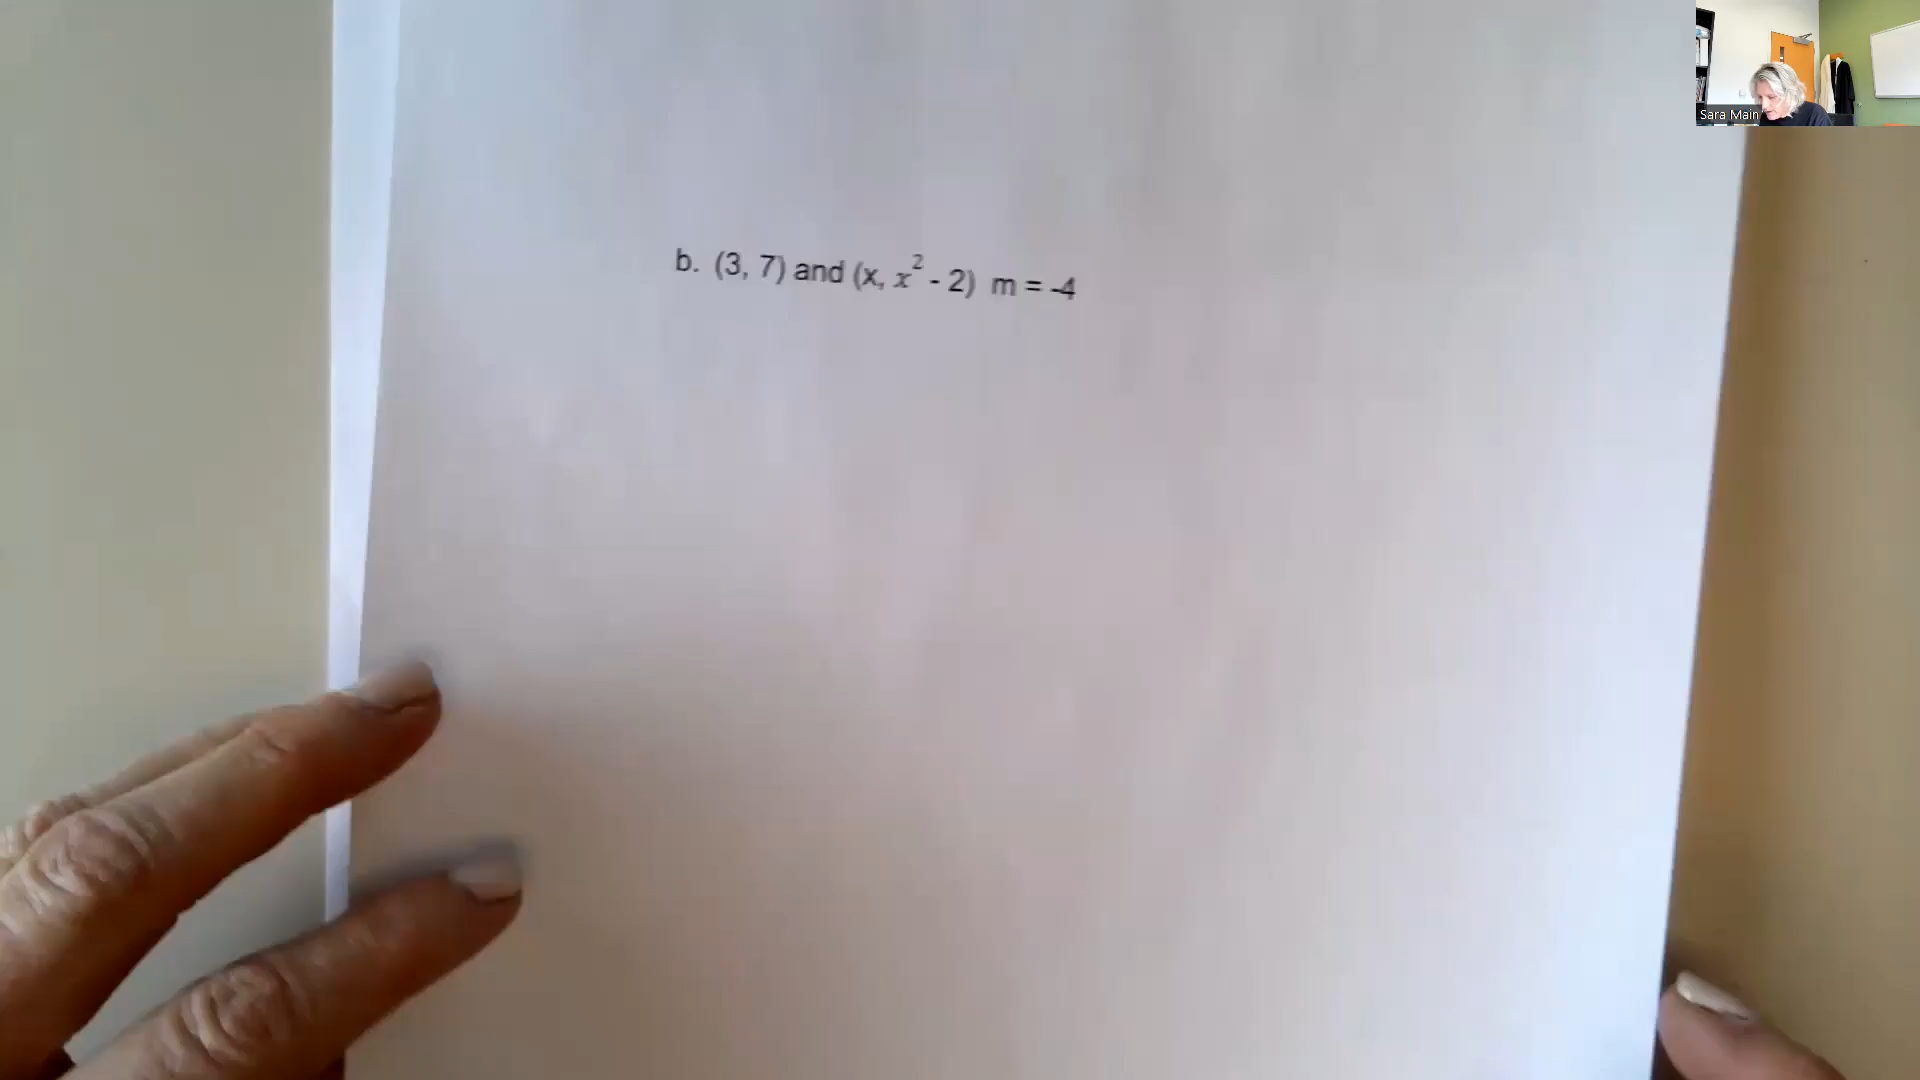 Sara Main
b. (3, 7) and (x, x² - 2) m = -4